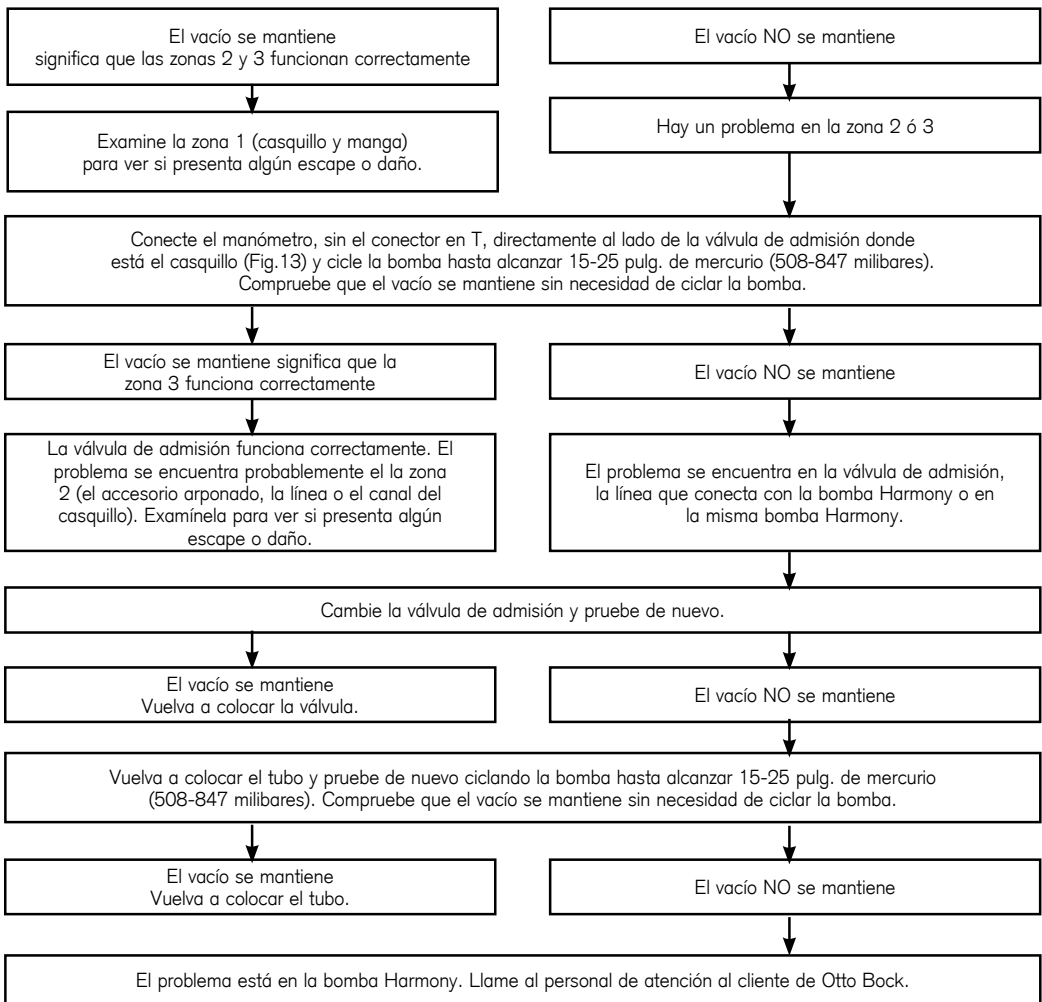 El vacío se mantiene
significa que las zonas 2 y 3 funcionan correctamente
El vacío NO se mantiene
Examine la zona 1 (casquillo y manga)
para ver si presenta algún escape o daño.
Hay un problema en la zona 2 ó 3
Conecte el manómetro, sin el conector en T, directamente al lado de la válvula de admisión donde
está el casquillo (Fig.13) y cicle la bomba hasta alcanzar 15-25 pulg. de mercurio (508-847 milibares).
Compruebe que el vacío se mantiene sin necesidad de ciclar la bomba.
El vacío se mantiene significa que la
zona 3 funciona correctamente
El vacío NO se mantiene
La válvula de admisión funciona correctamente. El
problema se encuentra probablemente el la zona
2 (el accesorio arponado, la línea o el canal del
casquillo). Examínela para ver si presenta algún
escape o daño.
El problema se encuentra en la válvula de admisión,
la línea que conecta con la bomba Harmony o en
la misma bomba Harmony.
Cambie la válvula de admisión y pruebe de nuevo.
El vacío se mantiene
Vuelva a colocar la válvula.
El vacío NO se mantiene
Vuelva a colocar el tubo y pruebe de nuevo ciclando la bomba hasta alcanzar 15-25 pulg. de mercurio
(508-847 milibares). Compruebe que el vacío se mantiene sin necesidad de ciclar la bomba.
El vacío se mantiene
Vuelva a colocar el tubo.
El vacío NO se mantiene
El problema está en la bomba Harmony. Llame al personal de atención al cliente de Otto Bock.